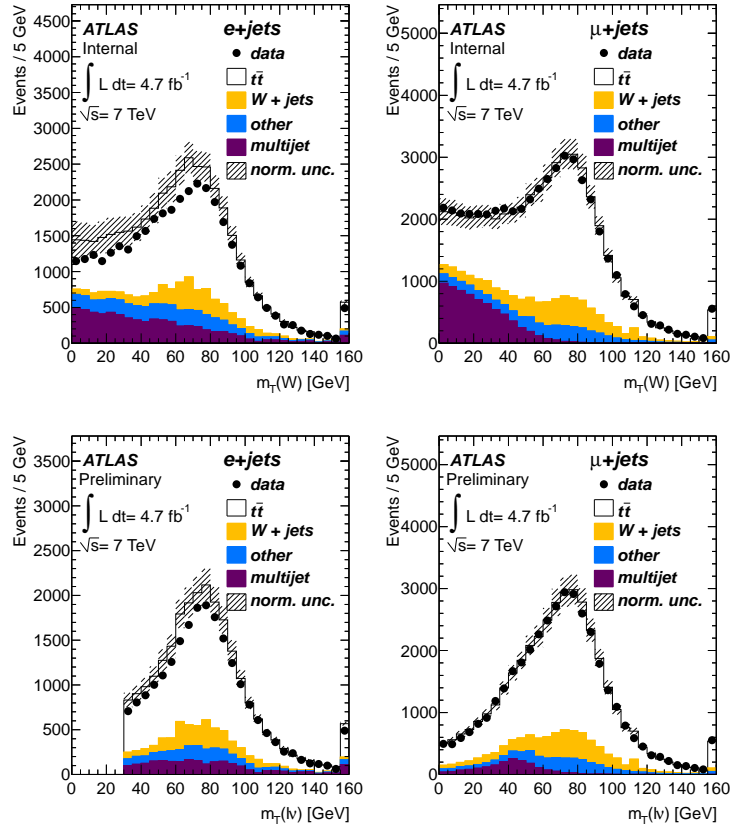 Events / 5 GeV
ATLAS
e+jets
Internal
data
∫ L dt= 4.7 fb⁻¹
tt̄
√s= 7 TeV
W + jets
other
multijet
norm. unc.
3500
3000
2500
2000
1500
1000
500
0
0 20 40 60 80 100 120 140 160
m_T(W) [GeV]
Events / 5 GeV
ATLAS
μ+jets
Internal
data
∫ L dt= 4.7 fb⁻¹
tt̄
√s= 7 TeV
W + jets
other
multijet
norm. unc.
5000
4000
3000
2000
1000
0
0 20 40 60 80 100 120 140 160
m_T(W) [GeV]
Events / 5 GeV
ATLAS
e+jets
Preliminary
data
∫ L dt= 4.7 fb⁻¹
tt̄
√s= 7 TeV
W + jets
other
multijet
norm. unc.
3500
3000
2500
2000
1500
1000
500
0
0 20 40 60 80 100 120 140 160
m_T(lν) [GeV]
Events / 5 GeV
ATLAS
μ+jets
Preliminary
data
∫ L dt= 4.7 fb⁻¹
tt̄
√s= 7 TeV
W + jets
other
multijet
norm. unc.
5000
4000
3000
2000
1000
0
0 20 40 60 80 100 120 140 160
m_T(lν) [GeV]